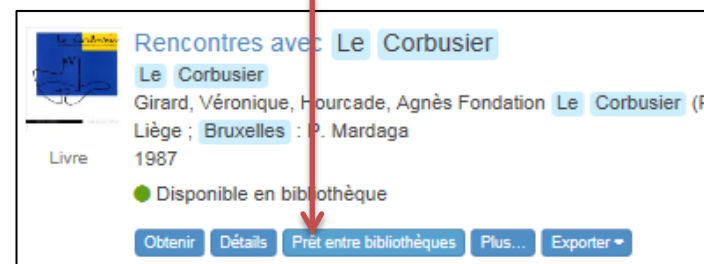 Rencontres avec Le Corbusier
Le Corbusier
Girard, Véronique, Hourcade, Agnès Fondation Le Corbusier (
Liège ; Bruxelles : P. Mardaga
Livre 1987
Disponible en bibliothèque
Obtenir Détails Prêt entre bibliothèques Plus... Exporter